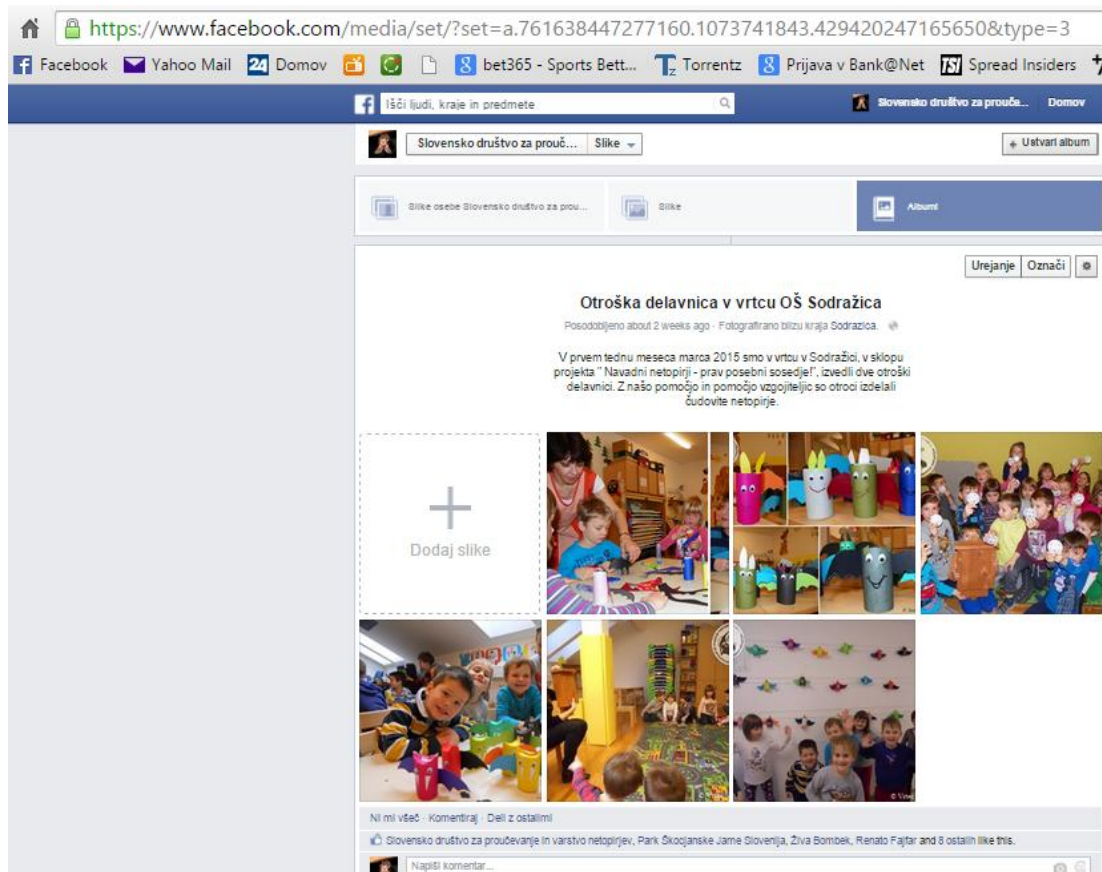 https://www.facebook.com/media/set/?set=a.761638447277160.1073741843.429420247165650&type=3
Facebook Yahoo Mail 24 Domov bet365 - Sports Bett... Torrentz Prijava v Bank@Net TSI Spread Insiders
Išči ljudi, kraje in predmete Slovensko društvo za prouče... Domov
Slovensko društvo za prouč... Slike Ustvari album
Slike osebe Slovensko društvo za prou... Slike Albumi
Urejanje Označi
Otroška delavnica v vrtcu OŠ Sodražica
Posodobljeno about 2 weeks ago · Fotografirano blizu kraja Sodrazica.
V prvem tednu meseca marca 2015 smo v vrtcu v Sodražici, v sklopu
projekta " Navadni netopirji - prav posebni sosedje!", izvedli dve otroški
delavnici. Z našo pomočjo in pomočjo vzgojiteljic so otroci izdelali
čudovite netopirje.
Dodaj slike
Ni mi všeč · Komentiraj · Deli z ostalimi
Slovensko društvo za proučevanje in varstvo netopirjev, Park Škocjanske Jame Slovenija, Živa Bombek, Renato Fajfar and 8 ostalih like this.
Napiši komentar...